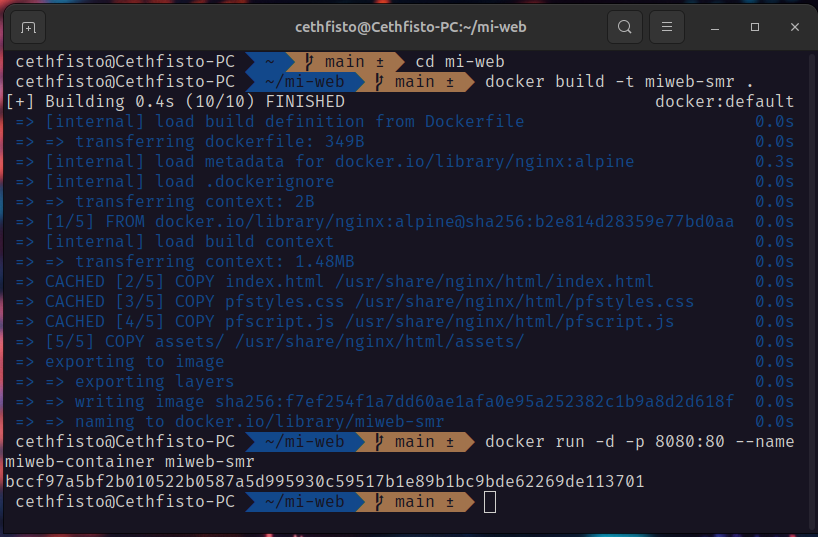 cethfisto@Cethfisto-PC:~/mi-web
cethfisto@Cethfisto-PC ~ main ± cd mi-web
cethfisto@Cethfisto-PC ~/mi-web main ± docker build -t miweb-smr .
[+] Building 0.4s (10/10) FINISHED docker:default
=> [internal] load build definition from Dockerfile 0.0s
=> => transferring dockerfile: 349B 0.0s
=> [internal] load metadata for docker.io/library/nginx:alpine 0.3s
=> [internal] load .dockerignore 0.0s
=> => transferring context: 2B 0.0s
=> [1/5] FROM docker.io/library/nginx:alpine@sha256:b2e814d28359e77bd0aa 0.0s
=> [internal] load build context 0.0s
=> => transferring context: 1.48MB 0.0s
=> CACHED [2/5] COPY index.html /usr/share/nginx/html/index.html 0.0s
=> CACHED [3/5] COPY pfstyles.css /usr/share/nginx/html/pfstyles.css 0.0s
=> CACHED [4/5] COPY pfscript.js /usr/share/nginx/html/pfscript.js 0.0s
=> [5/5] COPY assets/ /usr/share/nginx/html/assets/ 0.0s
=> exporting to image 0.0s
=> => exporting layers 0.0s
=> => writing image sha256:f7ef254f1a7dd60ae1afa0e95a252382c1b9a8d2d618f 0.0s
=> => naming to docker.io/library/miweb-smr 0.0s
cethfisto@Cethfisto-PC ~/mi-web main ± docker run -d -p 8080:80 --name
miweb-container miweb-smr
bccf97a5bf2b010522b0587a5d995930c59517b1e89b1bc9bde62269de113701
cethfisto@Cethfisto-PC ~/mi-web main ±